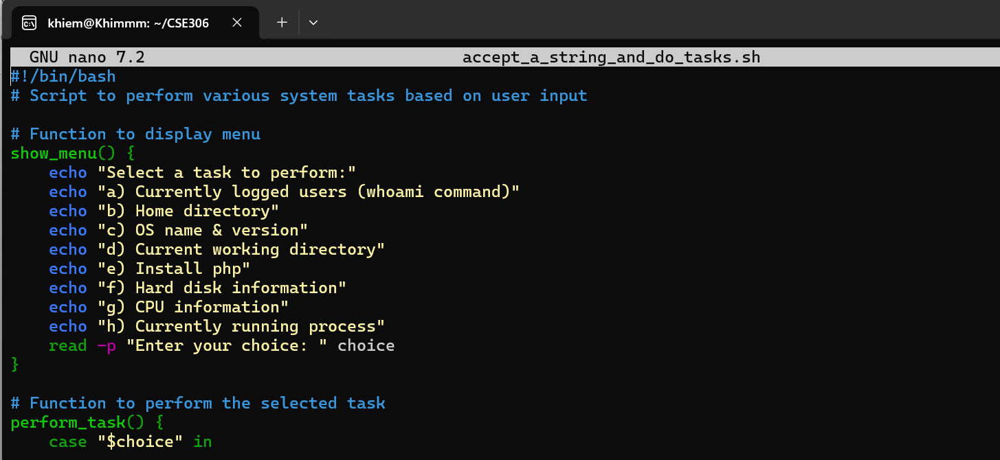 khiem@Khimmm: ~/CSE306
GNU nano 7.2 accept_a_string_and_do_tasks.sh
#!/bin/bash
# Script to perform various system tasks based on user input
# Function to display menu
show_menu() {
    echo "Select a task to perform:"
    echo "a) Currently logged users (whoami command)"
    echo "b) Home directory"
    echo "c) OS name & version"
    echo "d) Current working directory"
    echo "e) Install php"
    echo "f) Hard disk information"
    echo "g) CPU information"
    echo "h) Currently running process"
    read -p "Enter your choice: " choice
}
# Function to perform the selected task
perform_task() {
    case "$choice" in